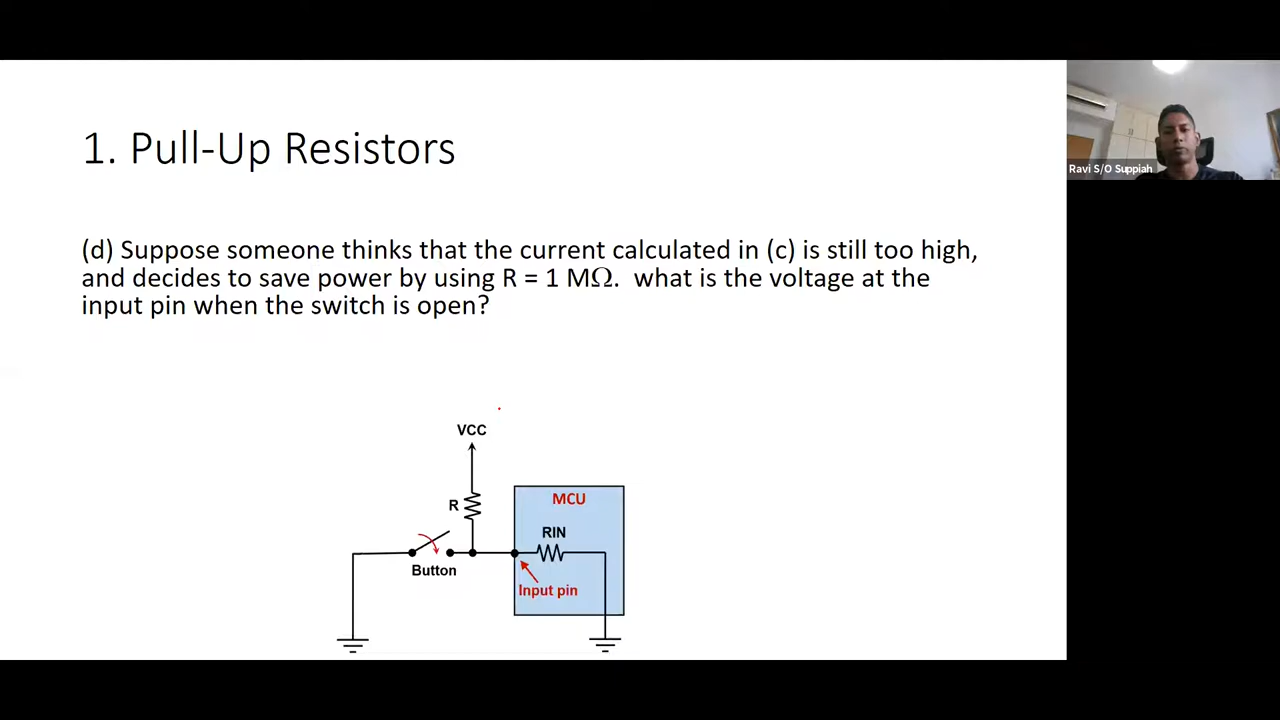 1. Pull-Up Resistors
Ravi S/O Suppiah
(d) Suppose someone thinks that the current calculated in (c) is still too high,
and decides to save power by using R = 1 MΩ. what is the voltage at the
input pin when the switch is open?
VCC
R
MCU
RIN
Button
Input pin